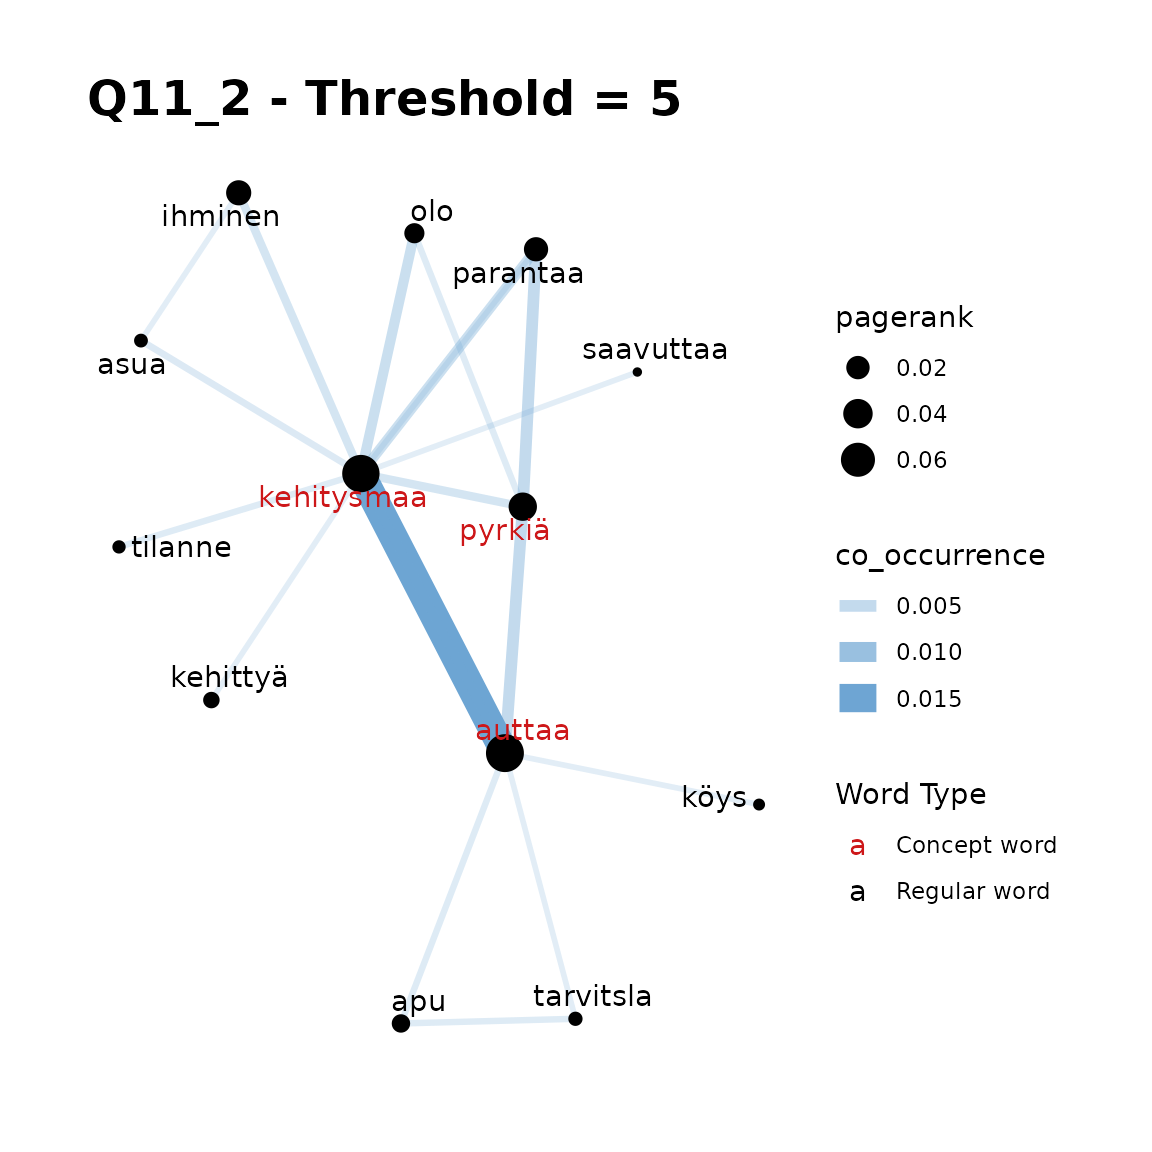 Q11_2 - Threshold = 5
ihminen
olo
parantaa
saavuttaa
asua
kehitysmaa
pyrkiä
tilanne
kehittyä
auttaa
köys
apu
tarvitsla
pagerank
0.02
0.04
0.06
co_occurrence
0.005
0.010
0.015
Word Type
a Concept word
a Regular word